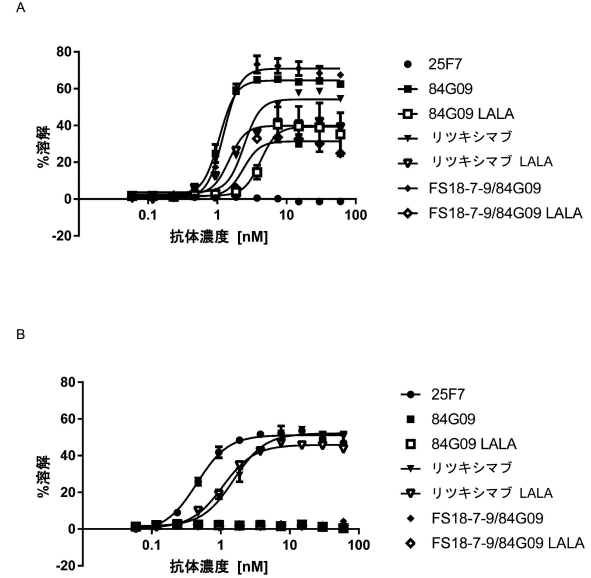 A
80
60
40
20
0
-20
%溶解
0.1 1 10 100
抗体濃度 [nM]
25F7
84G09
84G09 LALA
リツキシマブ
リツキシマブ LALA
FS18-7-9/84G09
FS18-7-9/84G09 LALA
B
80
60
40
20
0
-20
%溶解
0.1 1 10 100
抗体濃度 [nM]
25F7
84G09
84G09 LALA
リツキシマブ
リツキシマブ LALA
FS18-7-9/84G09
FS18-7-9/84G09 LALA